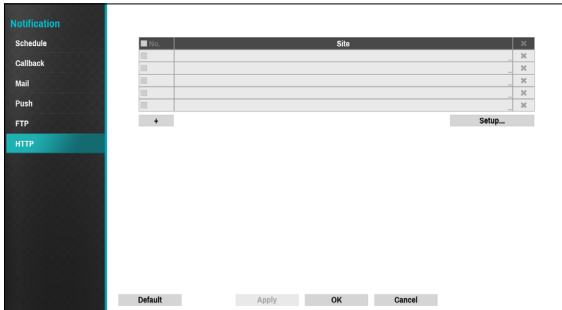 Notification
Schedule
Callback
Mail
Push
FTP
HTTP
No. Site
+ Setup...
Default Apply OK Cancel